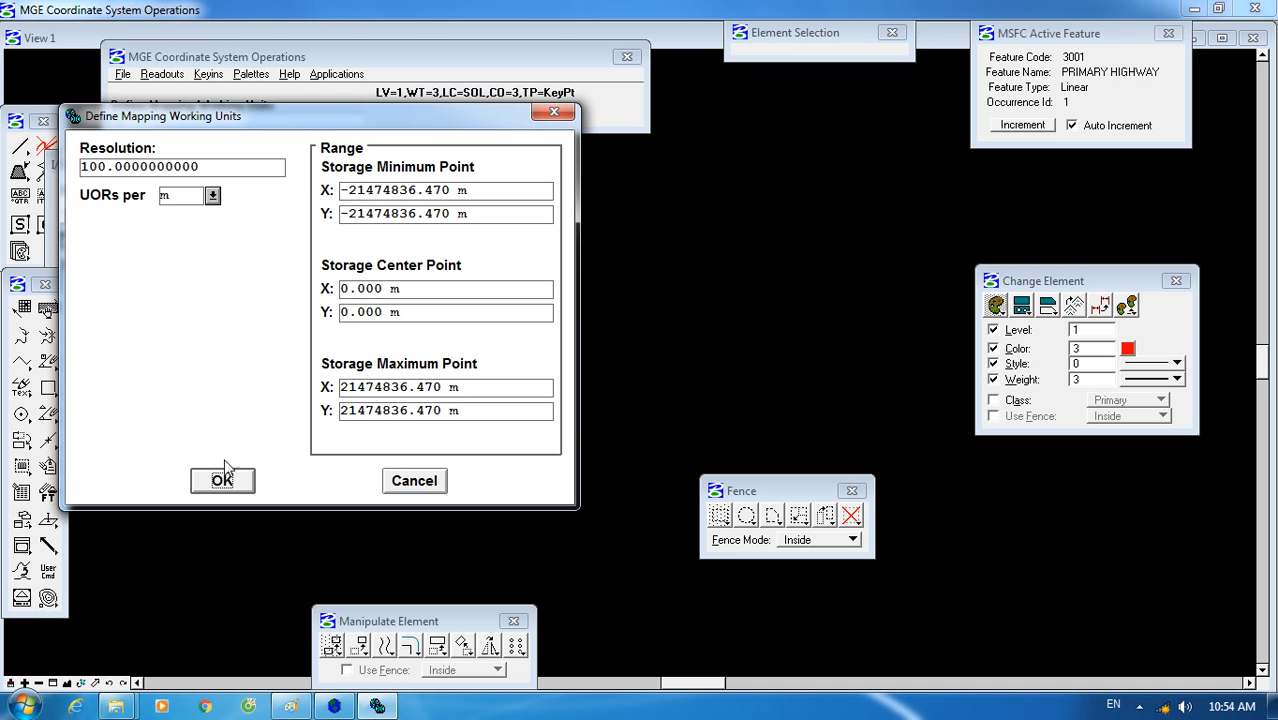 MGE Coordinate System Operations
View 1
MGE Coordinate System Operations
File Readouts Keyins Palettes Help Applications
LV=1,WT=3,LC=SOL,CO=3,TP=KeyPt
Element Selection
MSFC Active Feature
Feature Code: 3001
Feature Name: PRIMARY HIGHWAY
Feature Type: Linear
Occurrence Id: 1
Increment Auto Increment
Define Mapping Working Units
Resolution:
100.0000000000
UORs per m
Range
Storage Minimum Point
X: -21474836.470 m
Y: -21474836.470 m
Storage Center Point
X: 0.000 m
Y: 0.000 m
Storage Maximum Point
X: 21474836.470 m
Y: 21474836.470 m
OK Cancel
Change Element
Level: 1
Color: 3
Style: 0
Weight: 3
Class: Primary
Use Fence: Inside
Fence
Fence Mode: Inside
Manipulate Element
Use Fence: Inside
User
Cmd
EN 10:54 AM